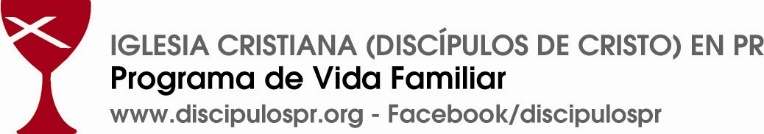 IGLESIA CRISTIANA (DISCÍPULOS DE CRISTO) EN PR
Programa de Vida Familiar
www.discipulospr.org - Facebook/discipulospr